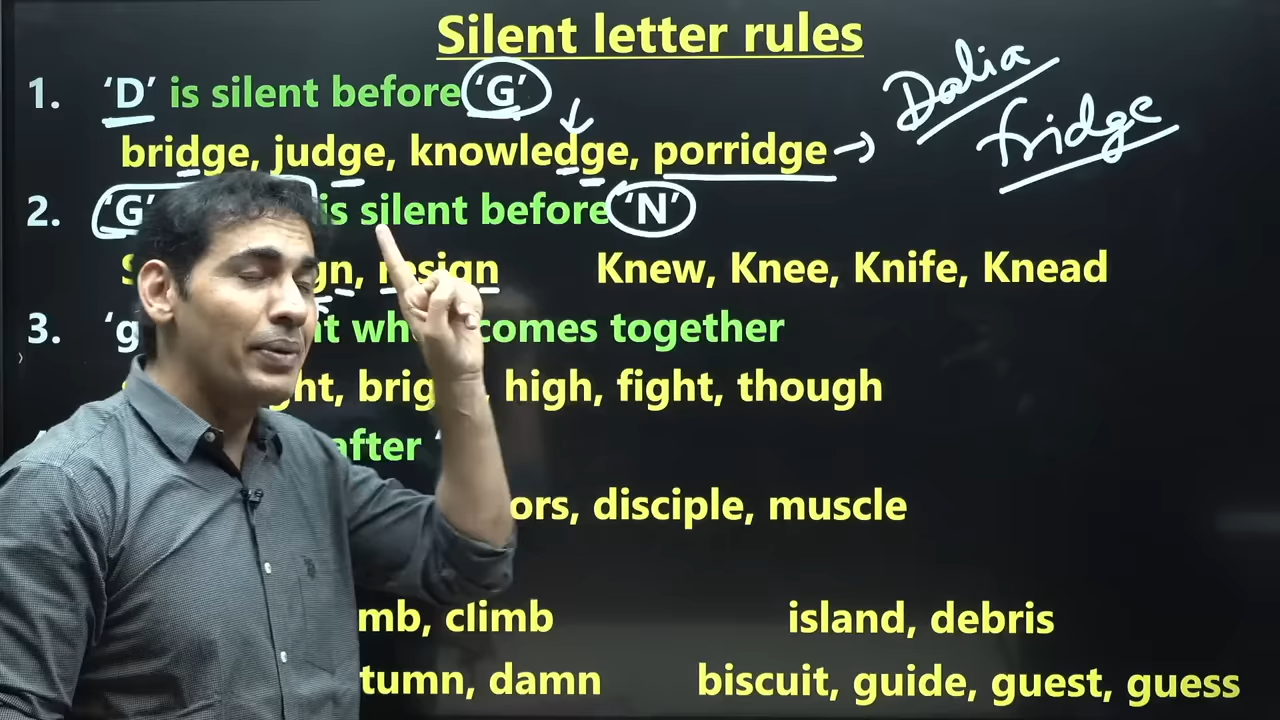 Silent letter rules
1. ‘D’ is silent before ‘G’
bridge, judge, knowledge, porridge → Dalia
fridge
2. ‘G’ is silent before ‘N’
resign Knew, Knee, Knife, Knead
3. comes together
high, fight, though
after
disciple, muscle
climb island, debris
damn biscuit, guide, guest, guess